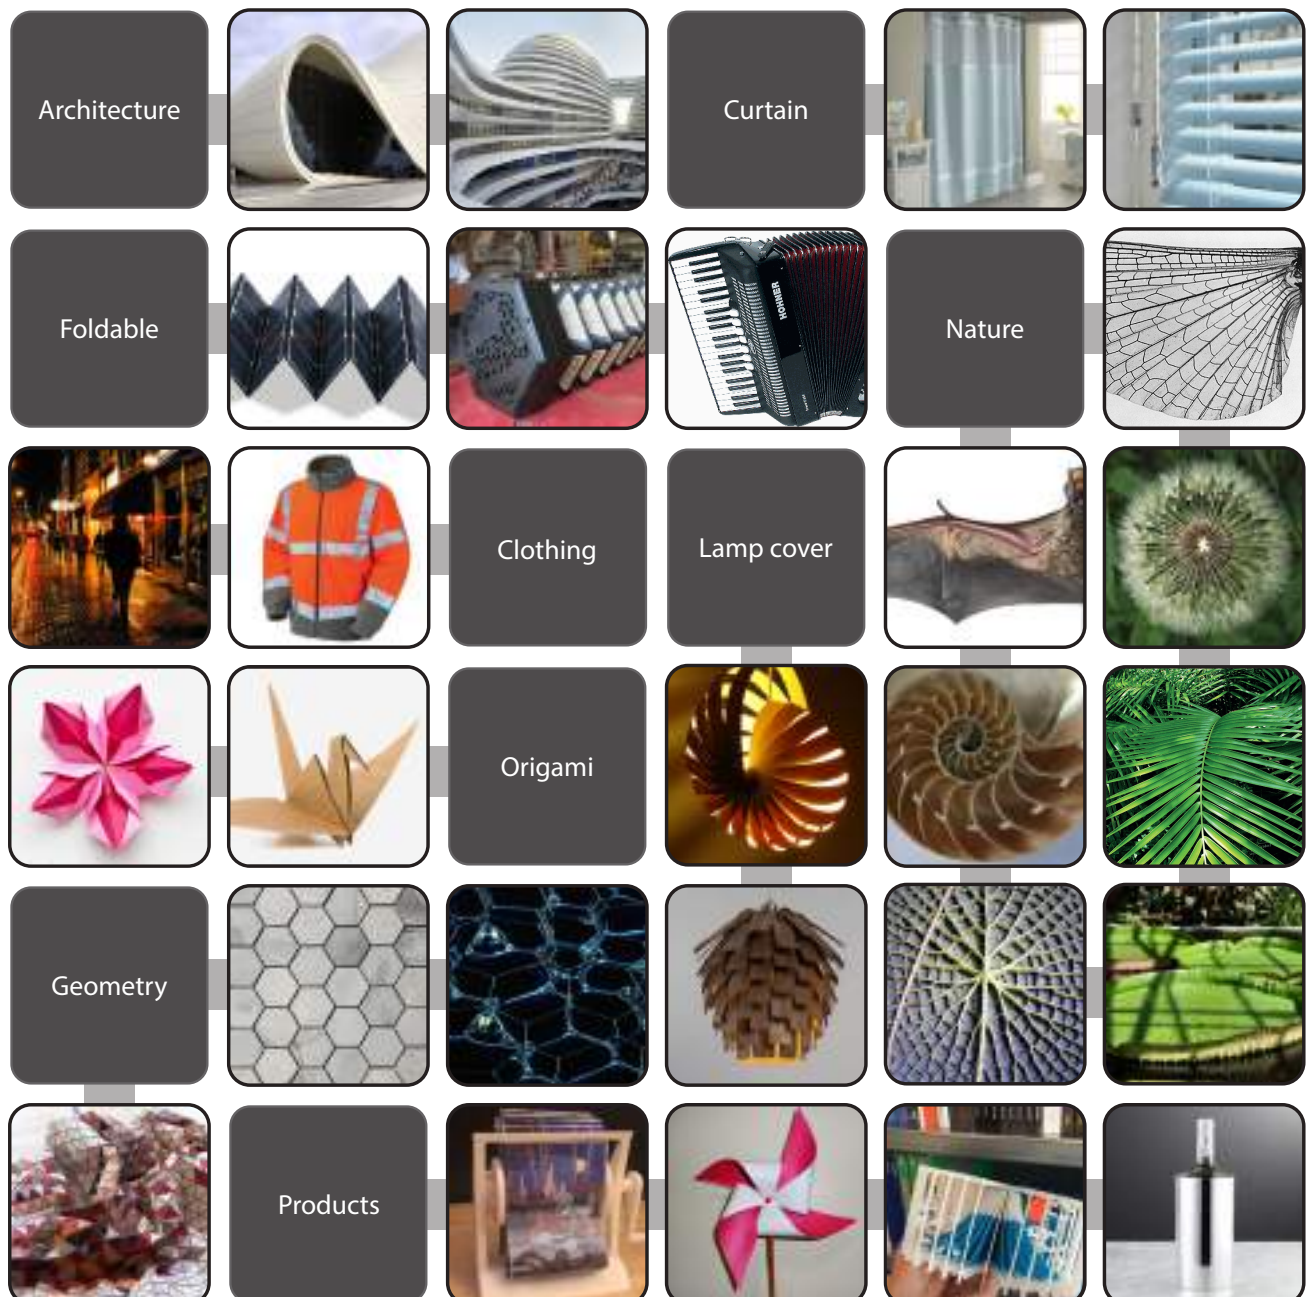 Architecture
Curtain
Foldable
HOHNER
Nature
Clothing
Lamp cover
Origami
Geometry
Products